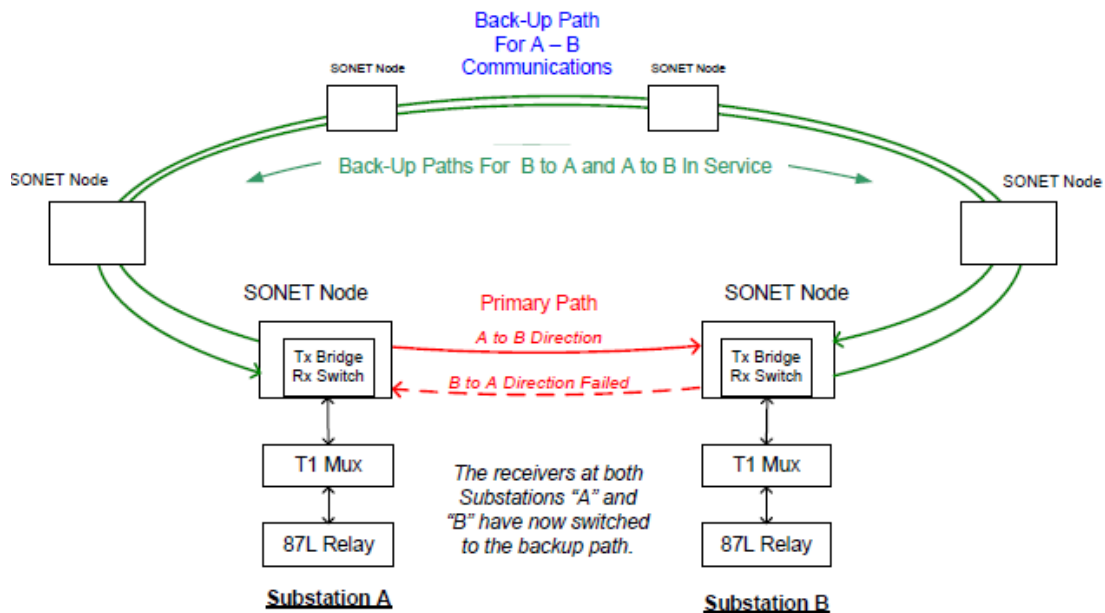 Back-Up Path
For A – B
Communications
SONET Node
SONET Node
Back-Up Paths For B to A and A to B In Service
SONET Node
SONET Node
SONET Node
Primary Path
SONET Node
A to B Direction
Tx Bridge
Rx Switch
B to A Direction Failed
Tx Bridge
Rx Switch
T1 Mux
The receivers at both
Substations "A" and
"B" have now switched
to the backup path.
T1 Mux
87L Relay
87L Relay
Substation A
Substation B